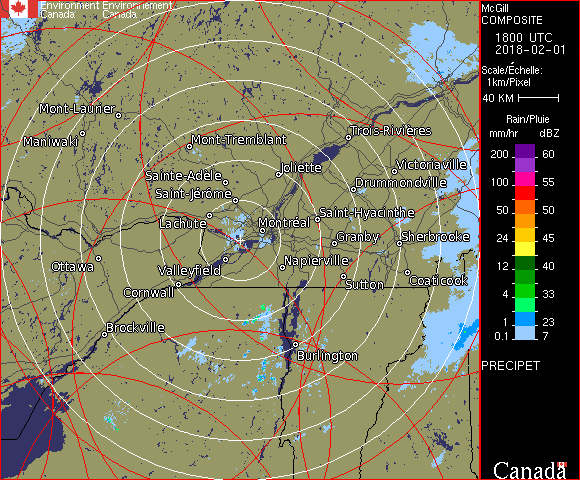 Environment Environnement
Canada Canada
McGill
COMPOSITE
1800 UTC
2018-02-01
Scale/Échelle:
1km/Pixel
40 KM
Rain/Pluie
mm/hr dBZ
200 60
100 55
50 50
24 45
12 40
4 33
1 23
0.1 7
PRECIPET
Canada
Mont-Laurier
Maniwaki
Mont-Tremblant
Trois-Rivières
Joliette
Victoriaville
Sainte-Adèle
Drummondville
Saint-Jérôme
Lachute
Saint-Hyacinthe
Montréal
Granby
Sherbrooke
Ottawa
Valleyfield
Napierville
Cornwall
Sutton
Coaticook
Brockville
Burlington